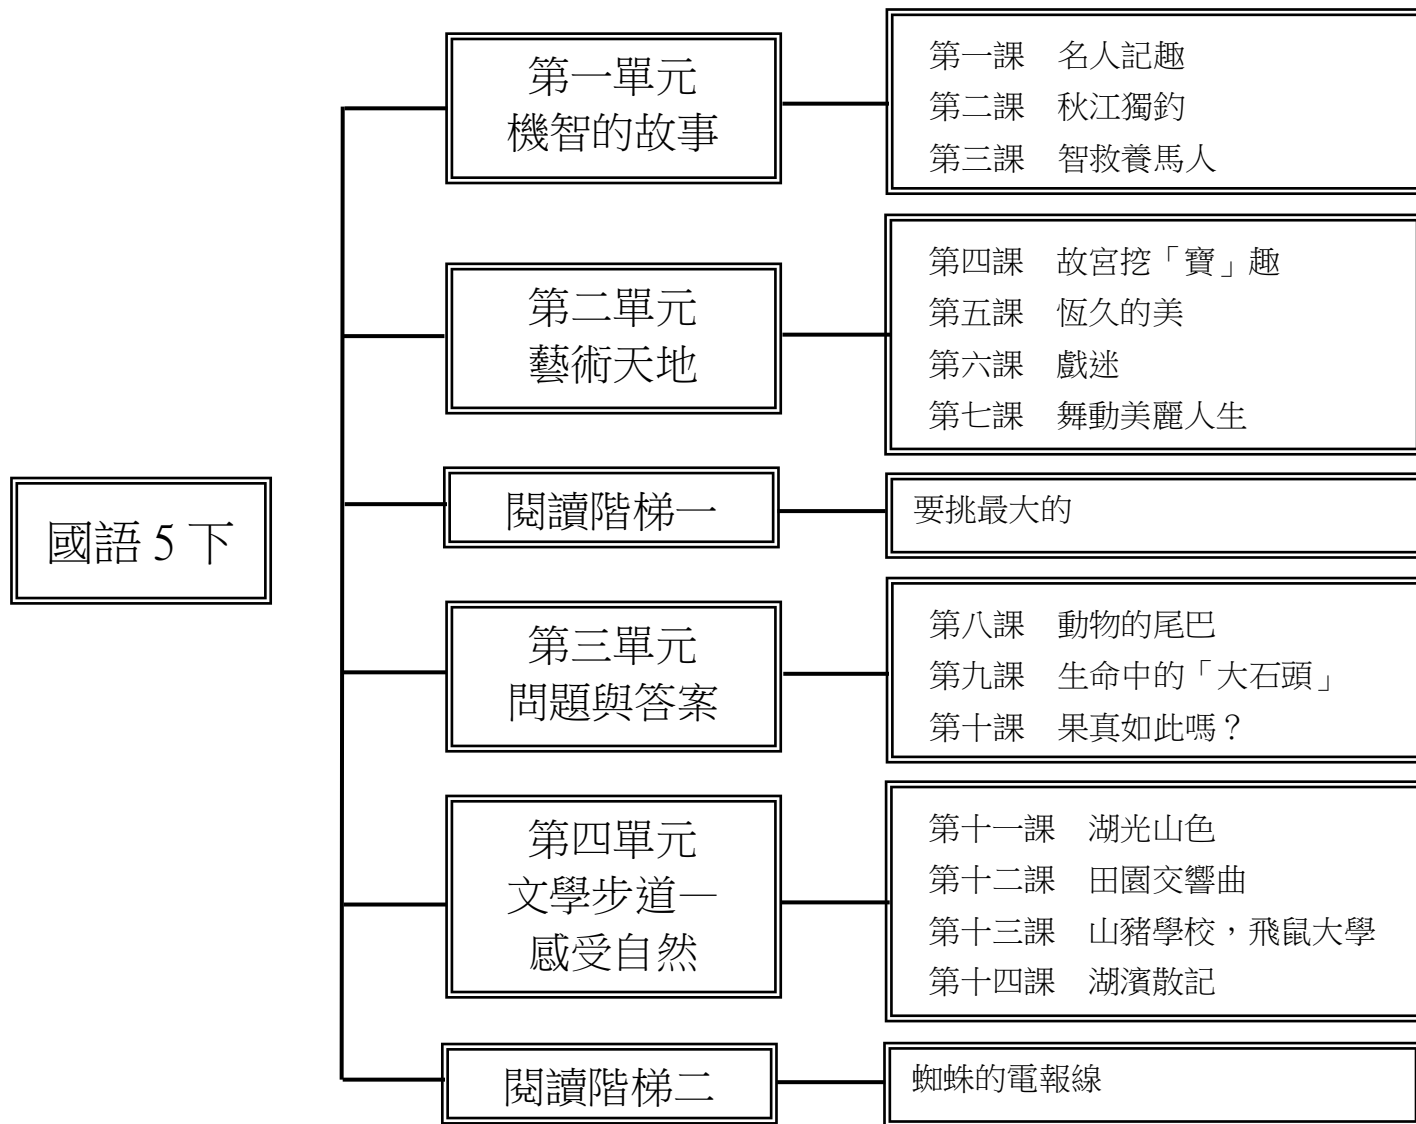 國語 5 下
第一單元
機智的故事
第一課　名人記趣
第二課　秋江獨釣
第三課　智救養馬人
第二單元
藝術天地
第四課　故宮挖「寶」趣
第五課　恆久的美
第六課　戲迷
第七課　舞動美麗人生
閱讀階梯一
要挑最大的
第三單元
問題與答案
第八課　動物的尾巴
第九課　生命中的「大石頭」
第十課　果真如此嗎？
第四單元
文學步道—
感受自然
第十一課　湖光山色
第十二課　田園交響曲
第十三課　山豬學校，飛鼠大學
第十四課　湖濱散記
閱讀階梯二
蜘蛛的電報線